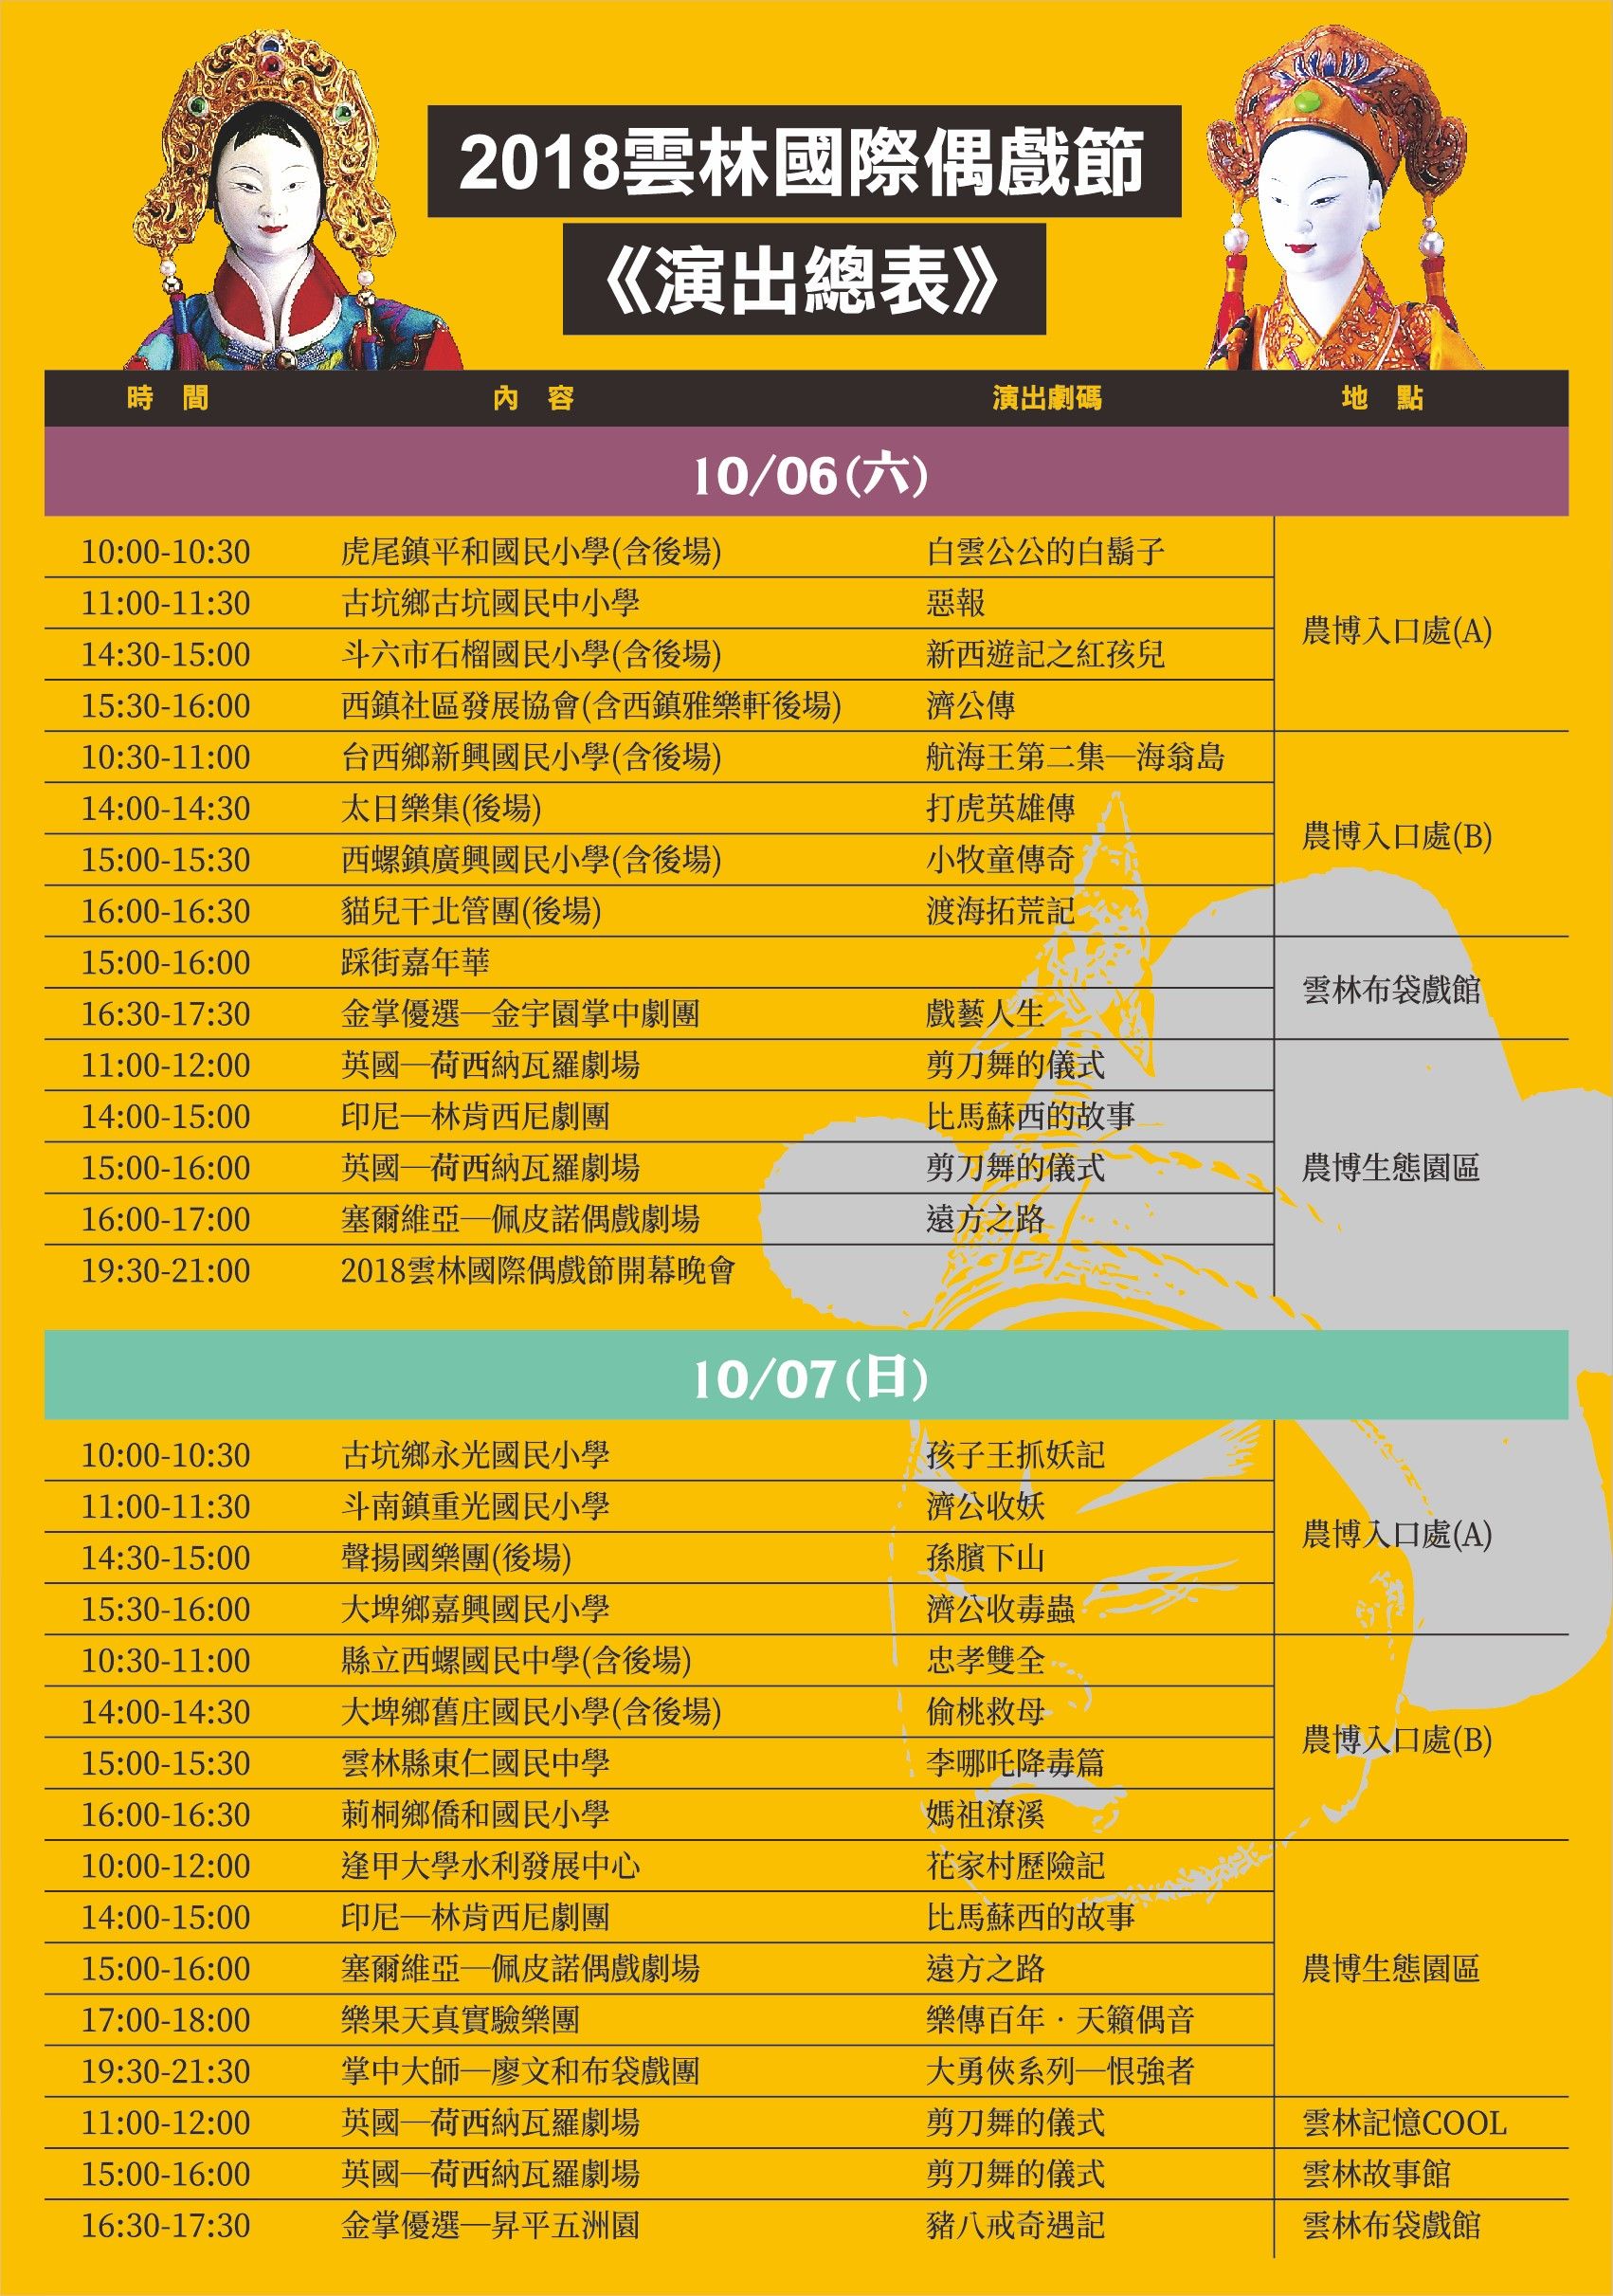 2018雲林國際偶戲節
《演出總表》
時 間 內 容 演出劇碼 地 點
10/06(六)
10:00-10:30 虎尾鎮平和國民小學(含後場) 白雲公公的白鬍子
11:00-11:30 古坑鄉古坑國民中小學 惡報
農博入口處(A)
14:30-15:00 斗六市石榴國民小學(含後場) 新西遊記之紅孩兒
15:30-16:00 西鎮社區發展協會(含西鎮雅樂軒後場) 濟公傳
10:30-11:00 台西鄉新興國民小學(含後場) 航海王第二集─海翁島
14:00-14:30 太日樂集(後場) 打虎英雄傳
農博入口處(B)
15:00-15:30 西螺鎮廣興國民小學(含後場) 小牧童傳奇
16:00-16:30 貓兒干北管團(後場) 渡海拓荒記
15:00-16:00 踩街嘉年華
雲林布袋戲館
16:30-17:30 金掌優選─金宇園掌中劇團 戲藝人生
11:00-12:00 英國─荷西納瓦羅劇場 剪刀舞的儀式
14:00-15:00 印尼─林肯西尼劇團 比馬蘇西的故事
15:00-16:00 英國─荷西納瓦羅劇場 剪刀舞的儀式 農博生態園區
16:00-17:00 塞爾維亞─佩皮諾偶戲劇場 遠方之路
19:30-21:00 2018雲林國際偶戲節開幕晚會
10/07(日)
10:00-10:30 古坑鄉永光國民小學 孩子王抓妖記
11:00-11:30 斗南鎮重光國民小學 濟公收妖
農博入口處(A)
14:30-15:00 聲揚國樂團(後場) 孫臏下山
15:30-16:00 大埤鄉嘉興國民小學 濟公收毒蟲
10:30-11:00 縣立西螺國民中學(含後場) 忠孝雙全
14:00-14:30 大埤鄉舊庄國民小學(含後場) 偷桃救母
農博入口處(B)
15:00-15:30 雲林縣東仁國民中學 李哪吒降毒篇
16:00-16:30 莿桐鄉僑和國民小學 媽祖潦溪
10:00-12:00 逢甲大學水利發展中心 花家村歷險記
14:00-15:00 印尼─林肯西尼劇團 比馬蘇西的故事
15:00-16:00 塞爾維亞─佩皮諾偶戲劇場 遠方之路 農博生態園區
17:00-18:00 樂果天真實驗樂團 樂傳百年‧天籟偶音
19:30-21:30 掌中大師─廖文和布袋戲團 大勇俠系列─恨強者
11:00-12:00 英國─荷西納瓦羅劇場 剪刀舞的儀式 雲林記憶COOL
15:00-16:00 英國─荷西納瓦羅劇場 剪刀舞的儀式 雲林故事館
16:30-17:30 金掌優選─昇平五洲園 豬八戒奇遇記 雲林布袋戲館